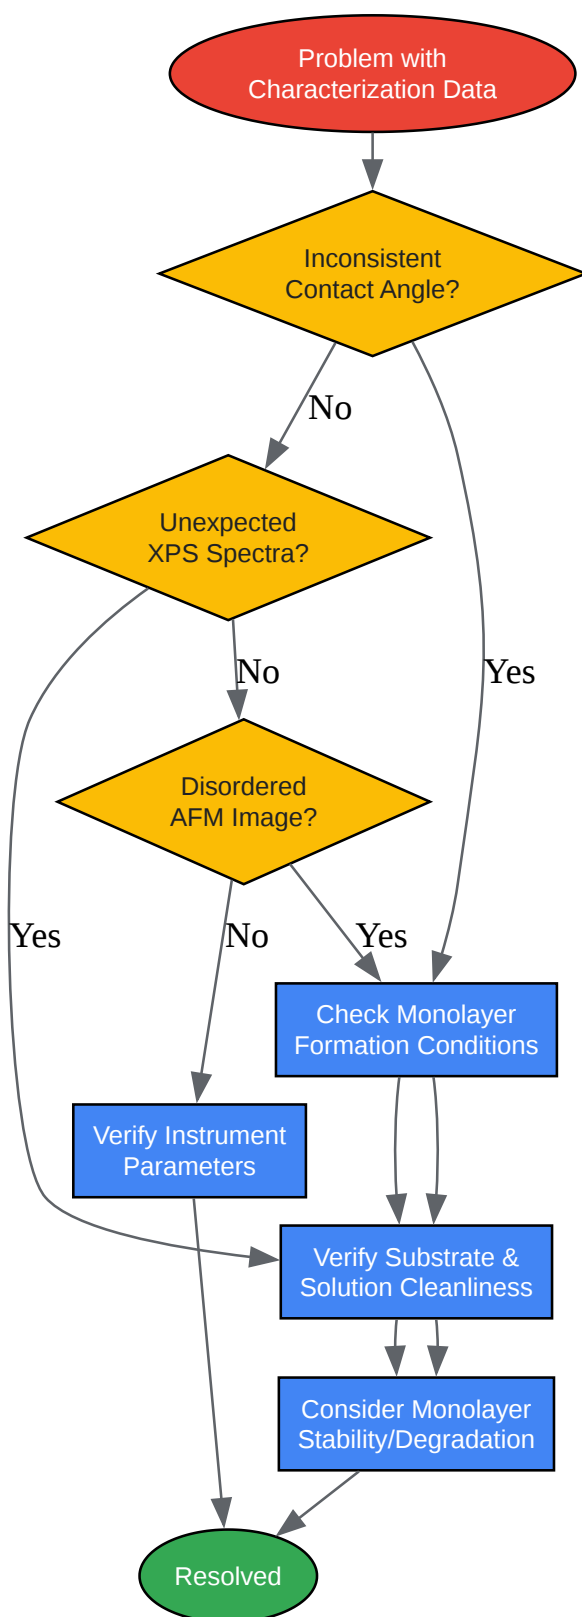 Problem with
Characterization Data
Inconsistent
Contact Angle?
No
Unexpected
XPS Spectra?
No
Yes
Disordered
AFM Image?
Yes
No
Yes
Check Monolayer
Formation Conditions
Verify Instrument
Parameters
Verify Substrate &
Solution Cleanliness
Consider Monolayer
Stability/Degradation
Resolved